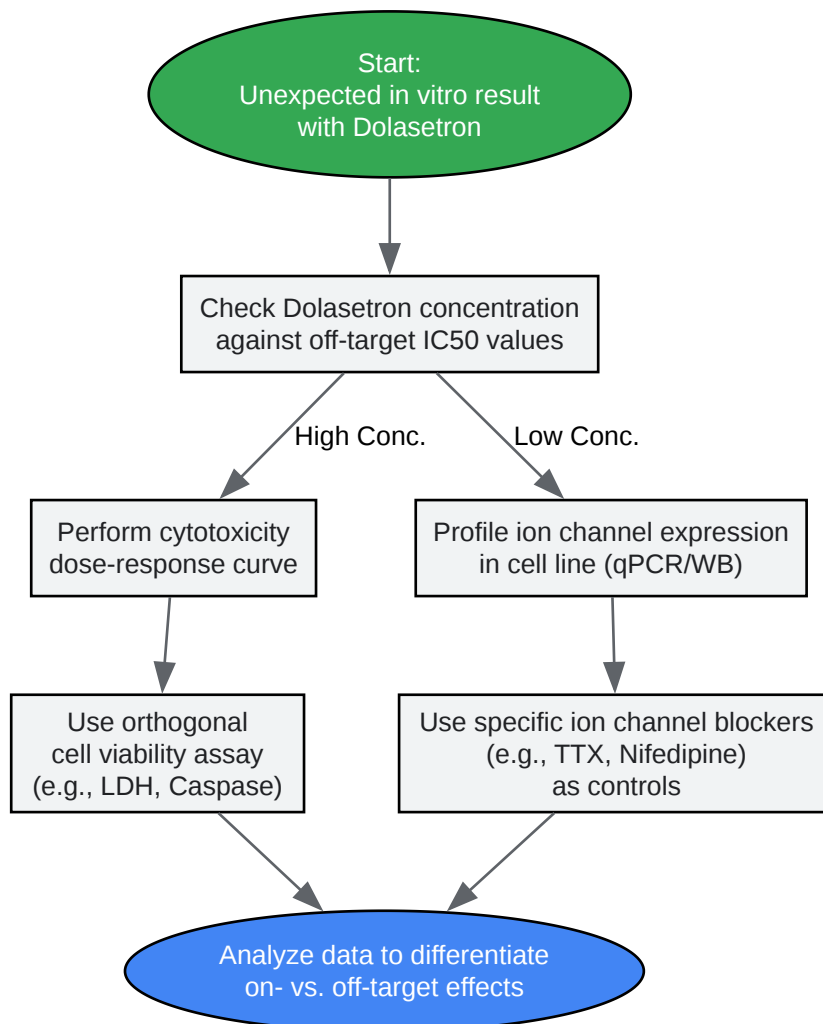 Start:
Unexpected in vitro result
with Dolasetron
Check Dolasetron concentration
against off-target IC50 values
High Conc.
Low Conc.
Perform cytotoxicity
dose-response curve
Profile ion channel expression
in cell line (qPCR/WB)
Use orthogonal
cell viability assay
(e.g., LDH, Caspase)
Use specific ion channel blockers
(e.g., TTX, Nifedipine)
as controls
Analyze data to differentiate
on- vs. off-target effects